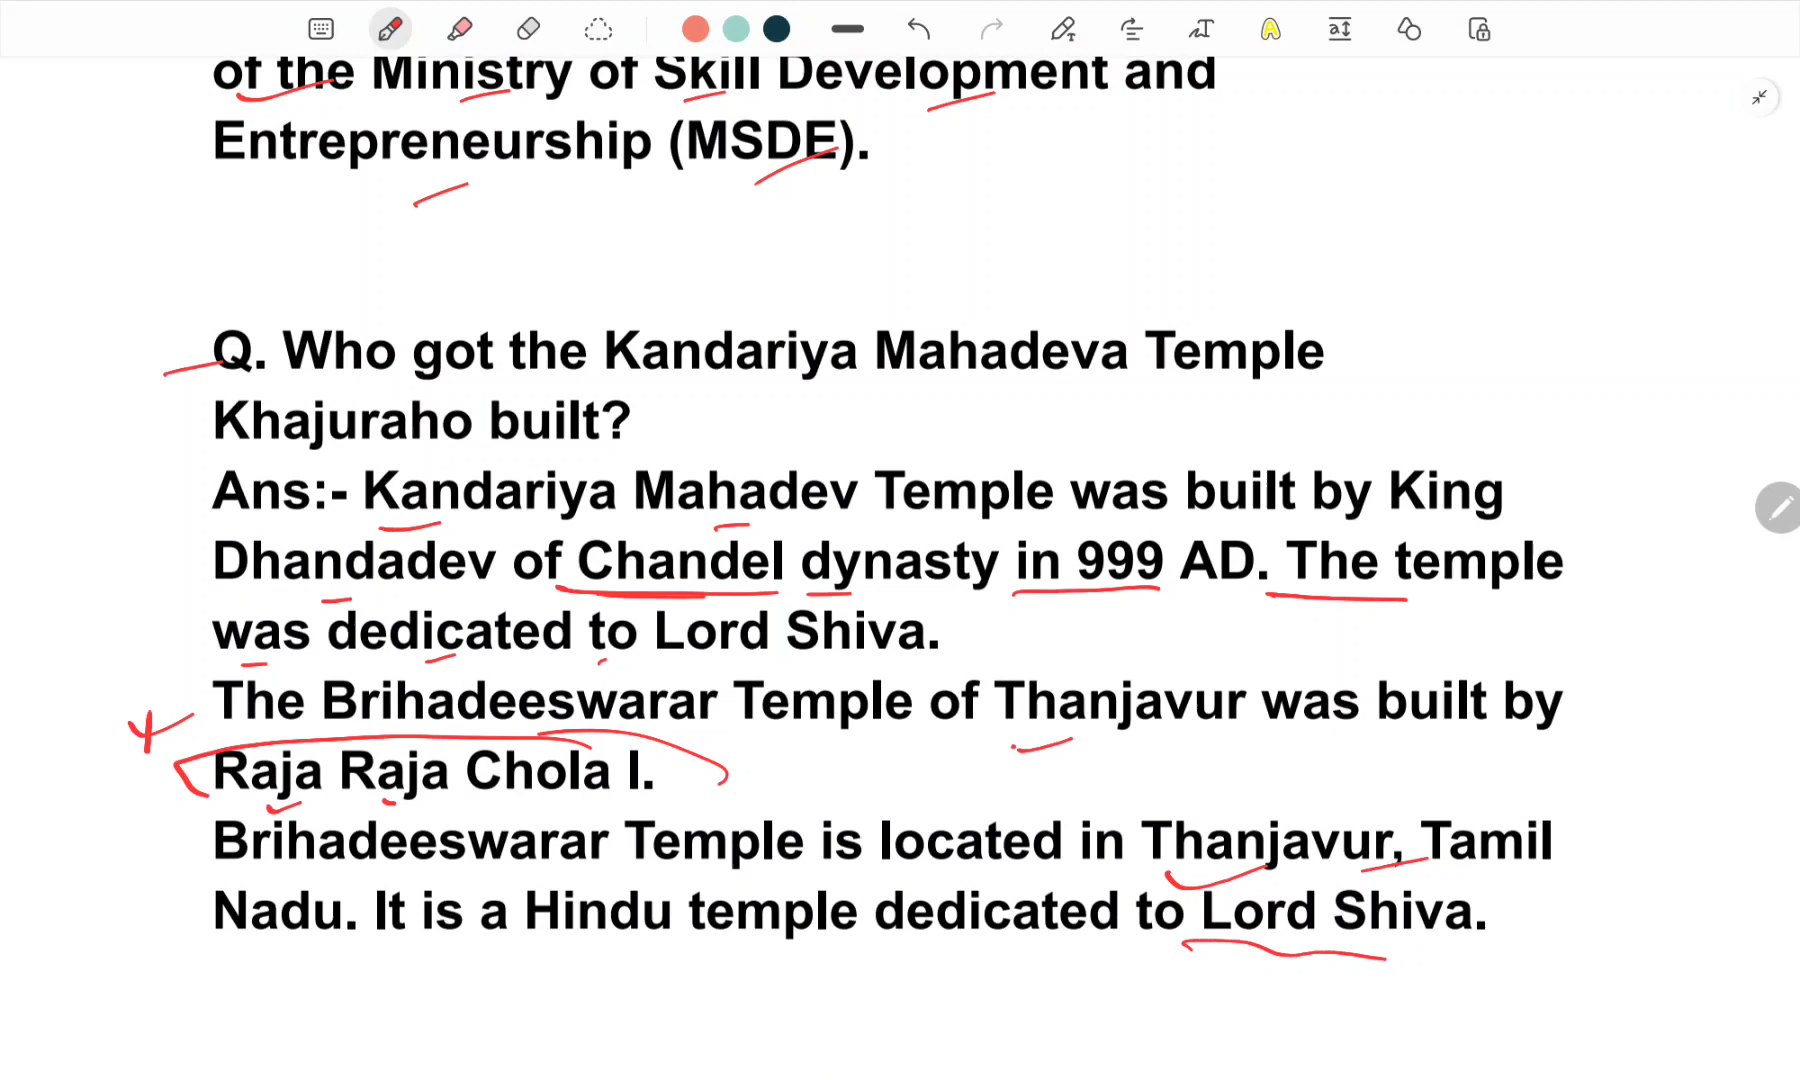 of the Ministry of Skill Development and
Entrepreneurship (MSDE).
Q. Who got the Kandariya Mahadeva Temple
Khajuraho built?
Ans:- Kandariya Mahadev Temple was built by King
Dhandadev of Chandel dynasty in 999 AD. The temple
was dedicated to Lord Shiva.
The Brihadeeswarar Temple of Thanjavur was built by
Raja Raja Chola I.
Brihadeeswarar Temple is located in Thanjavur, Tamil
Nadu. It is a Hindu temple dedicated to Lord Shiva.